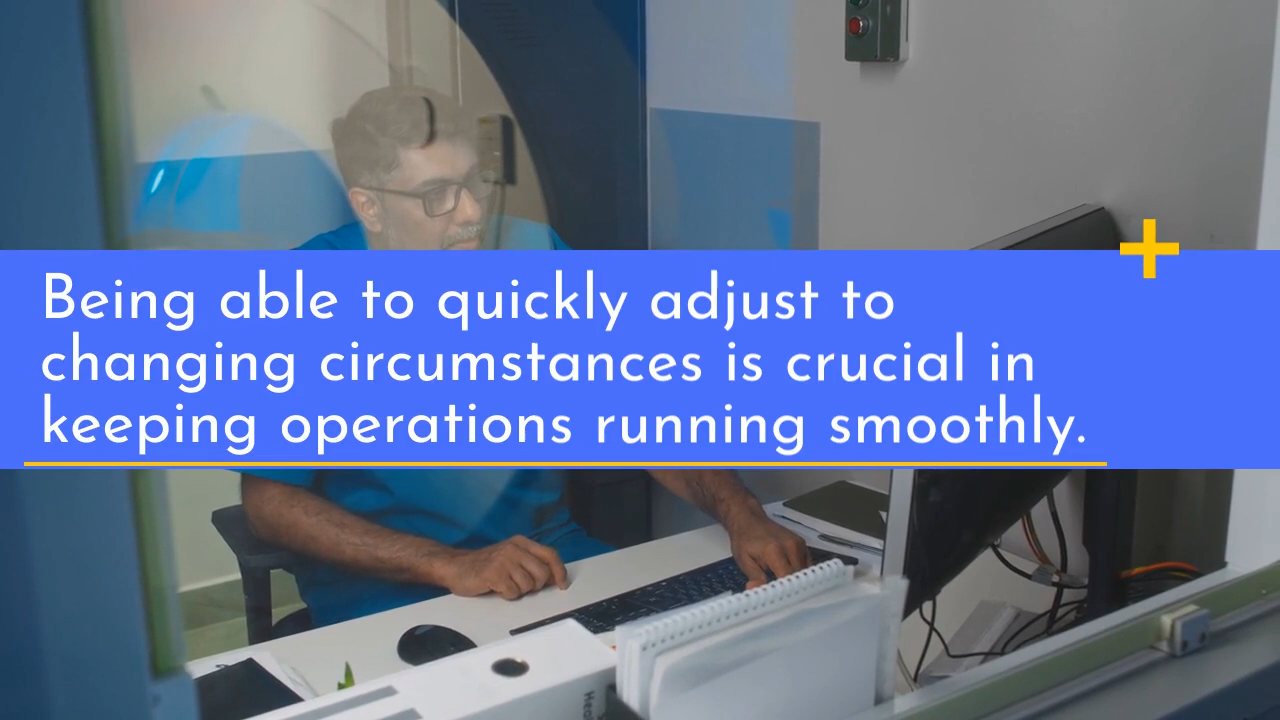 Being able to quickly adjust to
changing circumstances is crucial in
keeping operations running smoothly.